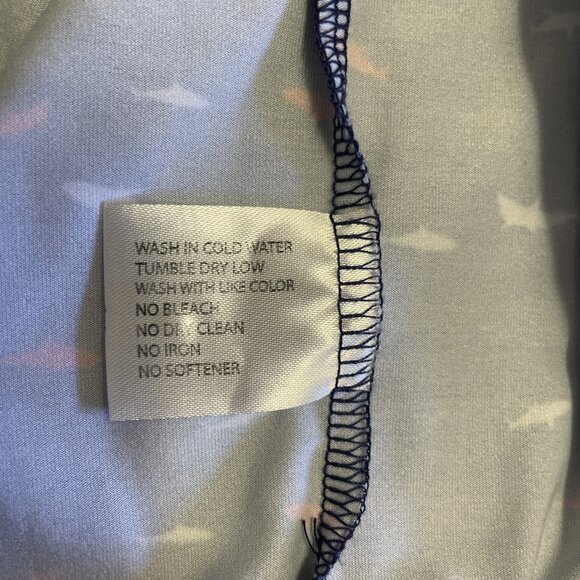 WASH IN COLD WATER
TUMBLE DRY LOW
WASH WITH LIKE COLOR
NO BLEACH
NO DRY CLEAN
NO IRON
NO SOFTENER